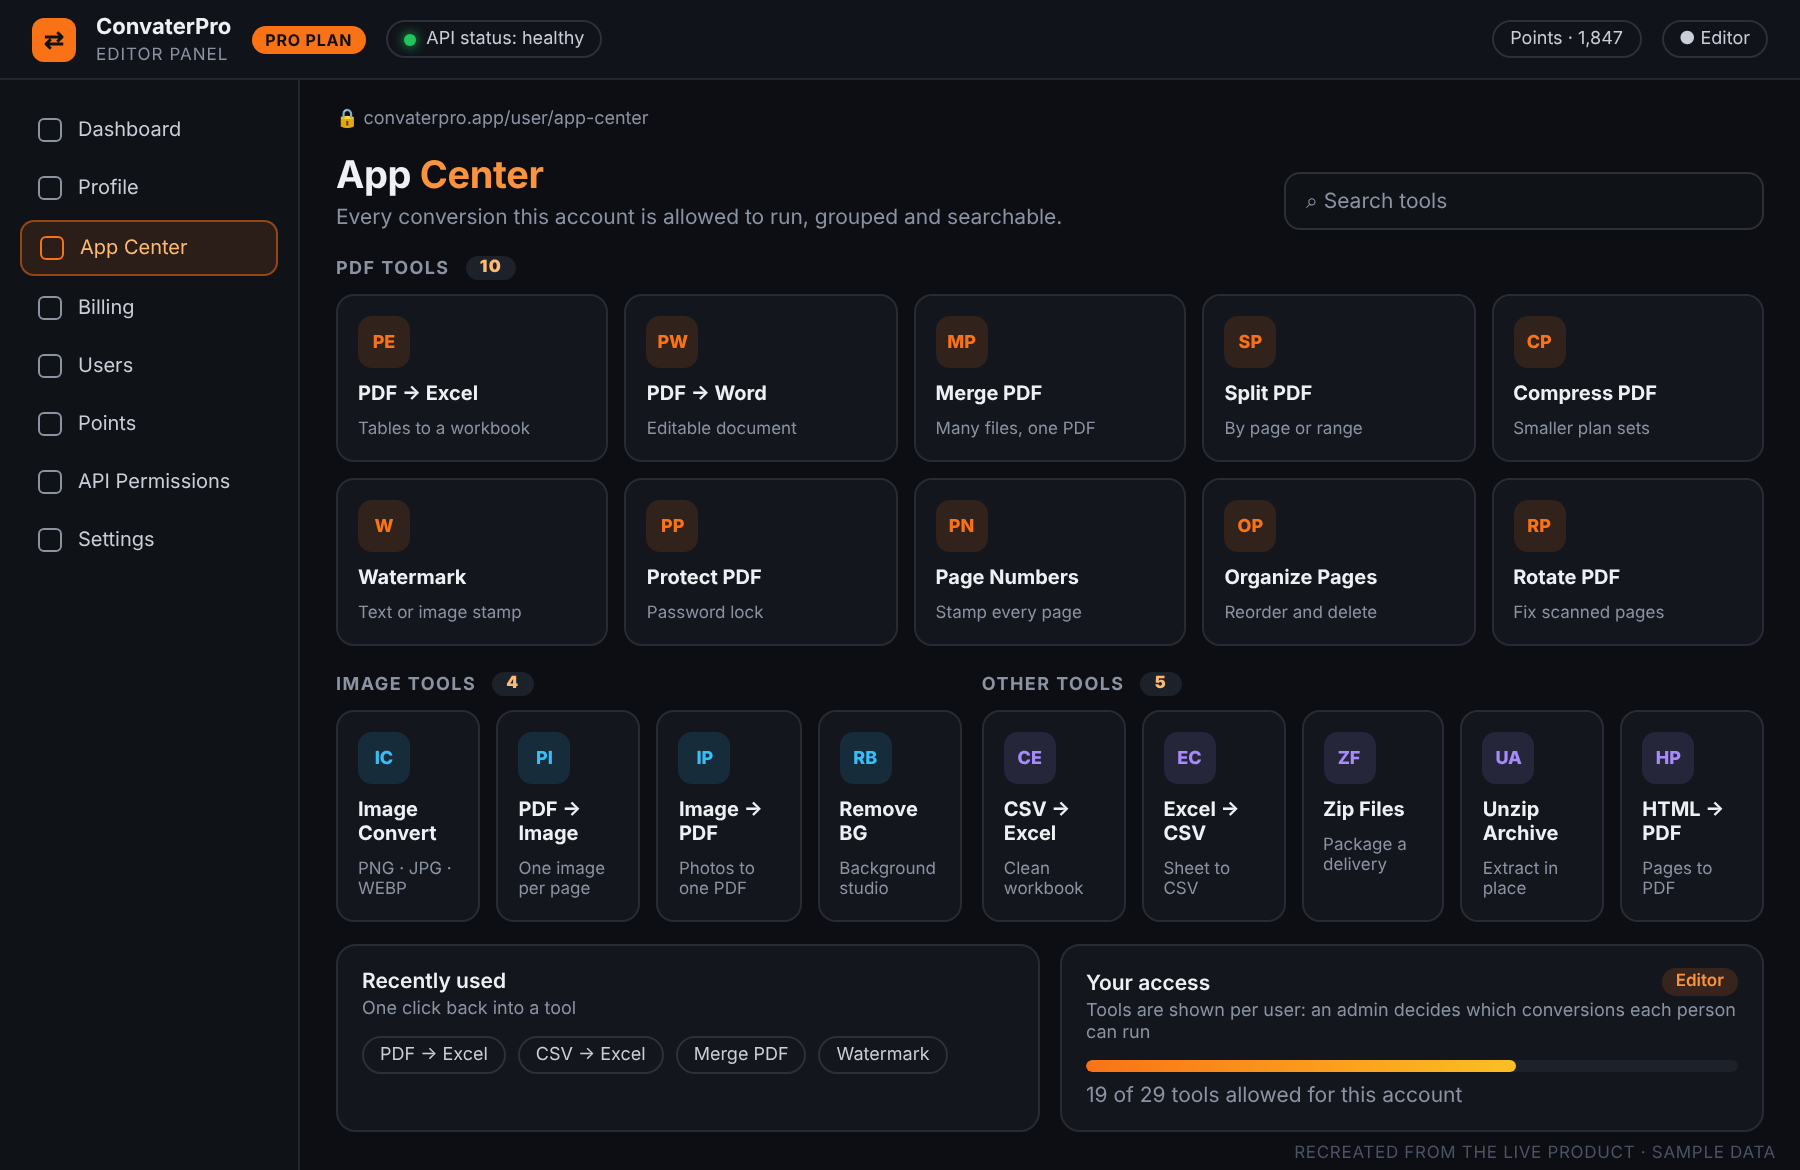 ConvaterPro
EDITOR PANEL
PRO PLAN
API status: healthy
Points · 1,847
Editor
Dashboard
Profile
App Center
Billing
Users
Points
API Permissions
Settings
convaterpro.app/user/app-center
App Center
Every conversion this account is allowed to run, grouped and searchable.
Search tools
PDF TOOLS 10
PE
PDF → Excel
Tables to a workbook
PW
PDF → Word
Editable document
MP
Merge PDF
Many files, one PDF
SP
Split PDF
By page or range
CP
Compress PDF
Smaller plan sets
W
Watermark
Text or image stamp
PP
Protect PDF
Password lock
PN
Page Numbers
Stamp every page
OP
Organize Pages
Reorder and delete
RP
Rotate PDF
Fix scanned pages
IMAGE TOOLS 4
IC
Image
Convert
PNG · JPG ·
WEBP
PI
PDF →
Image
One image
per page
IP
Image →
PDF
Photos to
one PDF
RB
Remove
BG
Background
studio
OTHER TOOLS 5
CE
CSV →
Excel
Clean
workbook
EC
Excel →
CSV
Sheet to
CSV
ZF
Zip Files
Package a
delivery
UA
Unzip
Archive
Extract in
place
HP
HTML →
PDF
Pages to
PDF
Recently used
One click back into a tool
PDF → Excel
CSV → Excel
Merge PDF
Watermark
Your access
Editor
Tools are shown per user: an admin decides which conversions each person
can run
19 of 29 tools allowed for this account
RECREATED FROM THE LIVE PRODUCT · SAMPLE DATA